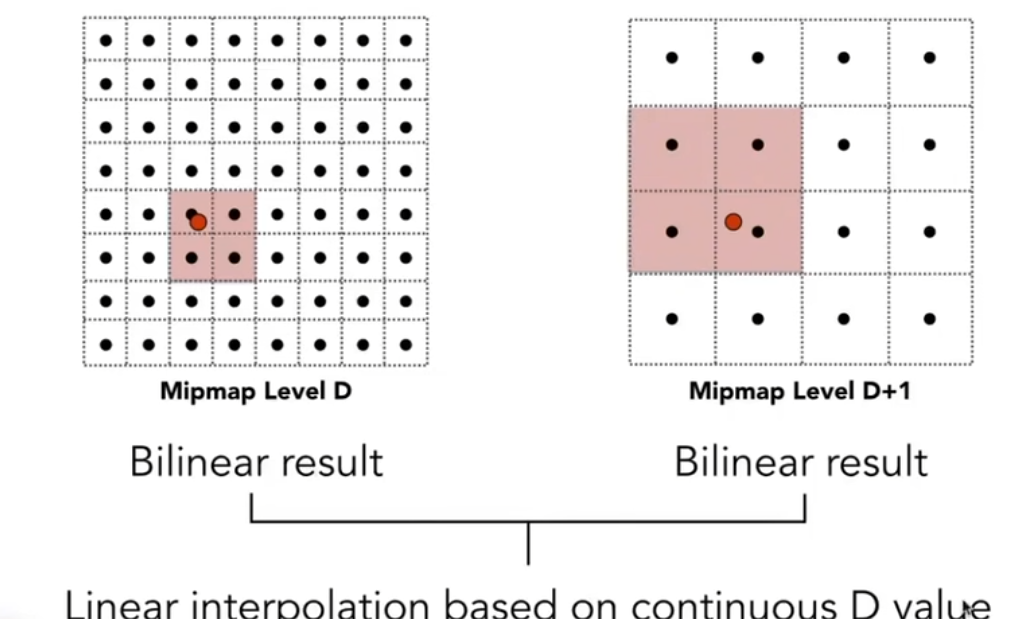 Mipmap Level D
Mipmap Level D+1
Bilinear result
Bilinear result
Linear interpolation based on continuous D value